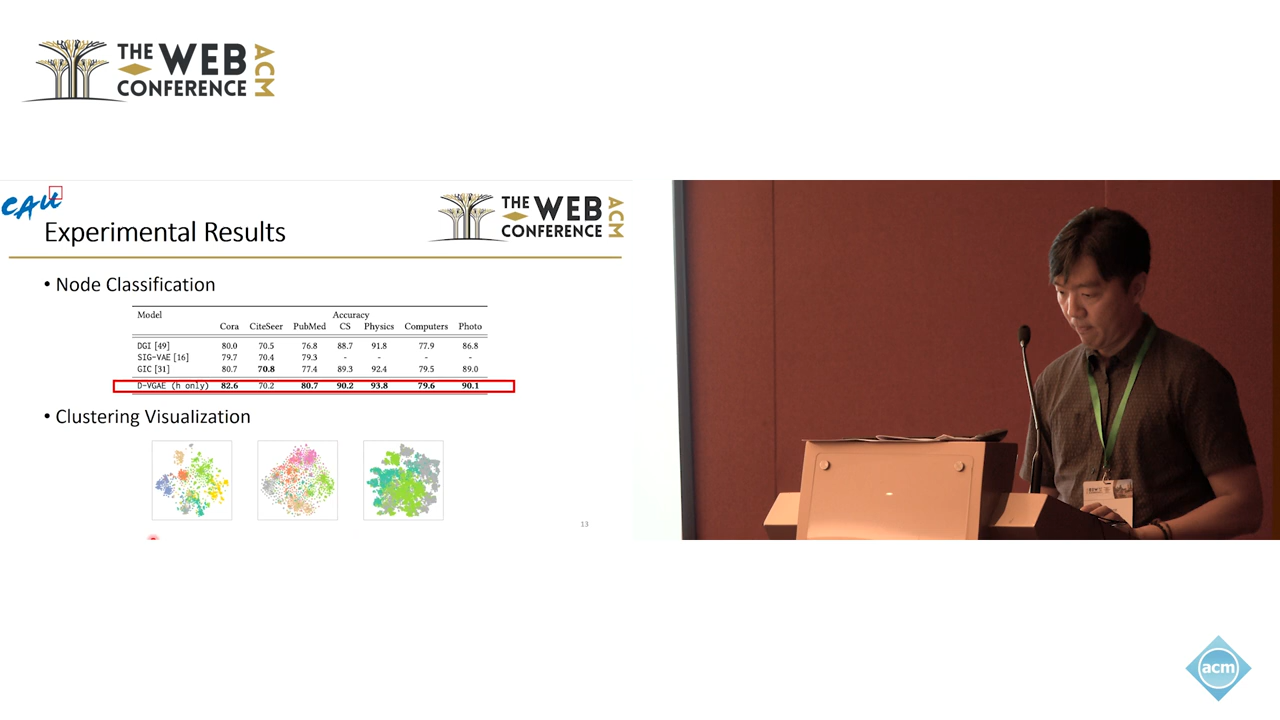 THE WEB
CONFERENCE
ACM
CAU
THE WEB
CONFERENCE
ACM
Experimental Results
• Node Classification
Model Accuracy
Cora CiteSeer PubMed CS Physics Computers Photo
DGI [49] 80.0 70.5 76.8 88.7 91.8 77.9 86.8
SIG-VAE [16] 79.7 70.4 79.3 - - - -
GIC [31] 80.7 70.8 77.4 89.3 92.4 79.5 89.0
D-VGAE (h only) 82.6 70.2 80.7 90.2 93.8 79.6 90.1
• Clustering Visualization
13
acm